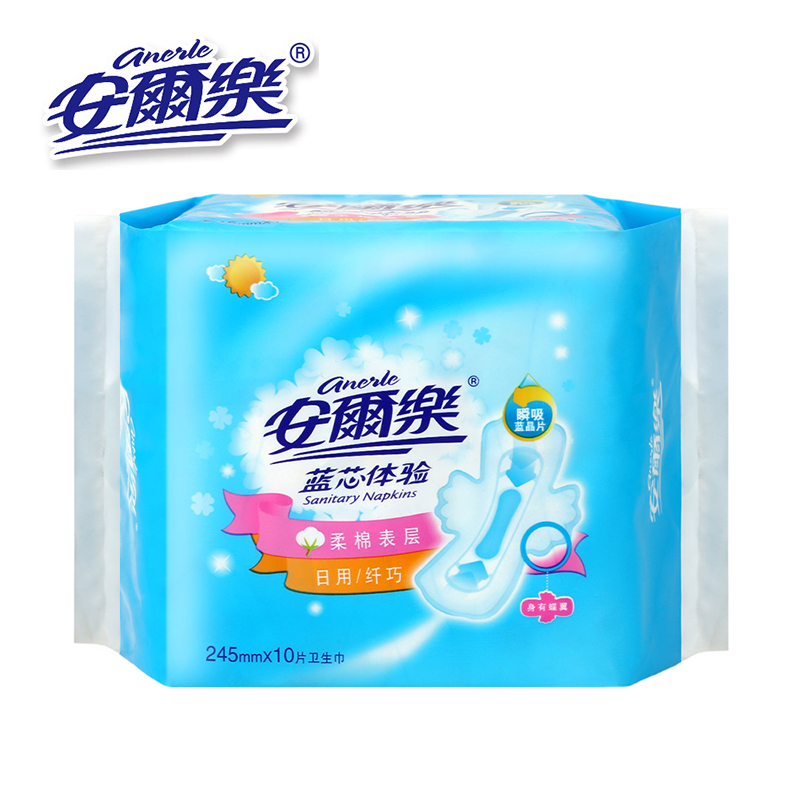 anerle
安爾樂®
anerle
安爾樂®
瞬吸
蓝晶片
蓝芯体验
Sanitary Napkins
柔棉表层
日用/纤巧
身有蝶翼
245mmX10片卫生巾